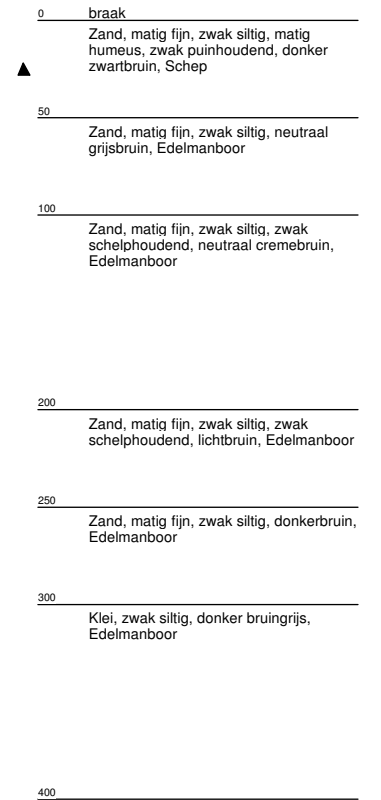 0 braak
Zand, matig fijn, zwak siltig, matig
humeus, zwak puinhoudend, donker
zwartbruin, Schep
50
Zand, matig fijn, zwak siltig, neutraal
grijsbruin, Edelmanboor
100
Zand, matig fijn, zwak siltig, zwak
schelphoudend, neutraal cremebruin,
Edelmanboor
200
Zand, matig fijn, zwak siltig, zwak
schelphoudend, lichtbruin, Edelmanboor
250
Zand, matig fijn, zwak siltig, donkerbruin,
Edelmanboor
300
Klei, zwak siltig, donker bruingrijs,
Edelmanboor
400